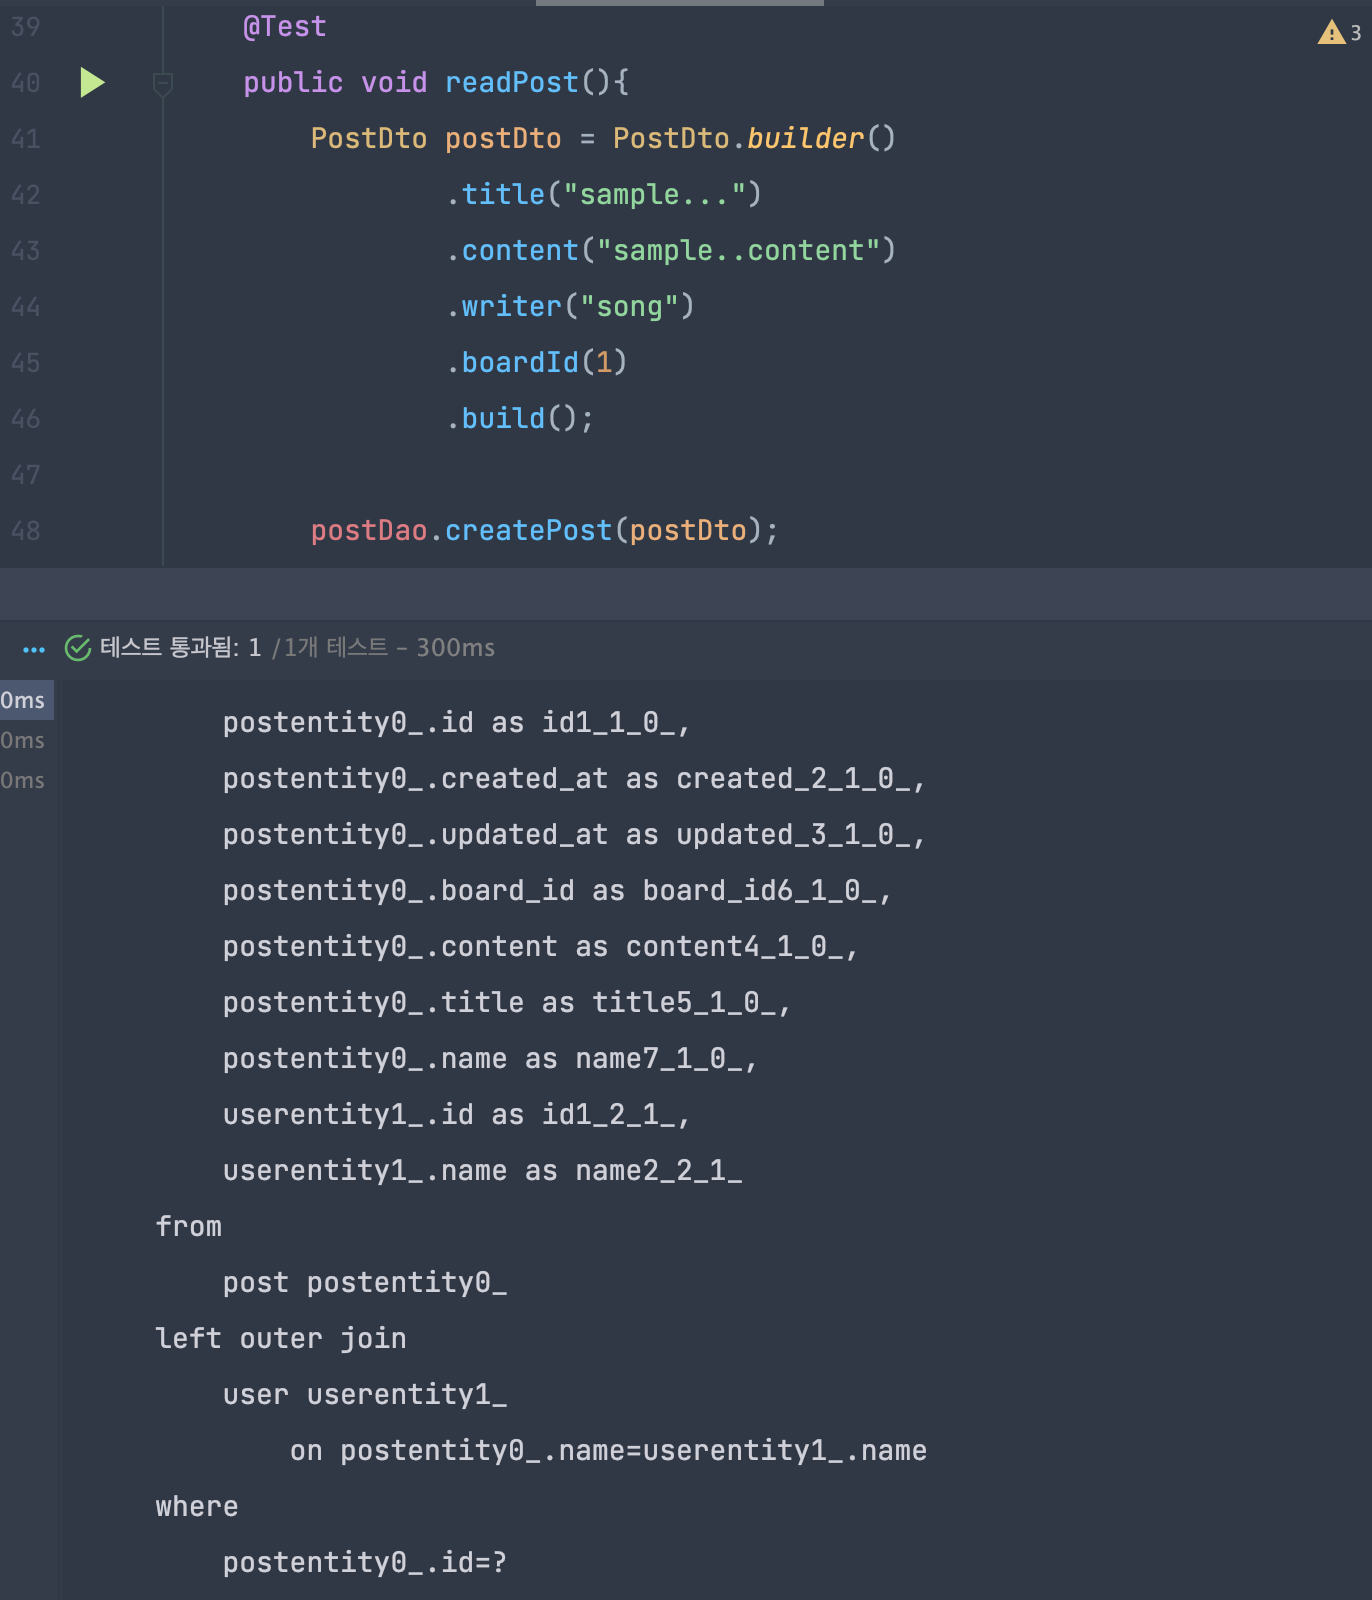 39 @Test
3
40 public void readPost(){
41 PostDto postDto = PostDto.builder()
42 .title("sample...")
43 .content("sample..content")
44 .writer("song")
45 .boardId(1)
46 .build();
47
48 postDao.createPost(postDto);
테스트 통과됨: 1 /1개 테스트 – 300ms
0ms
0ms
0ms
postentity0_.id as id1_1_0_,
postentity0_.created_at as created_2_1_0_,
postentity0_.updated_at as updated_3_1_0_,
postentity0_.board_id as board_id6_1_0_,
postentity0_.content as content4_1_0_,
postentity0_.title as title5_1_0_,
postentity0_.name as name7_1_0_,
userentity1_.id as id1_2_1_,
userentity1_.name as name2_2_1_
from
post postentity0_
left outer join
user userentity1_
on postentity0_.name=userentity1_.name
where
postentity0_.id=?